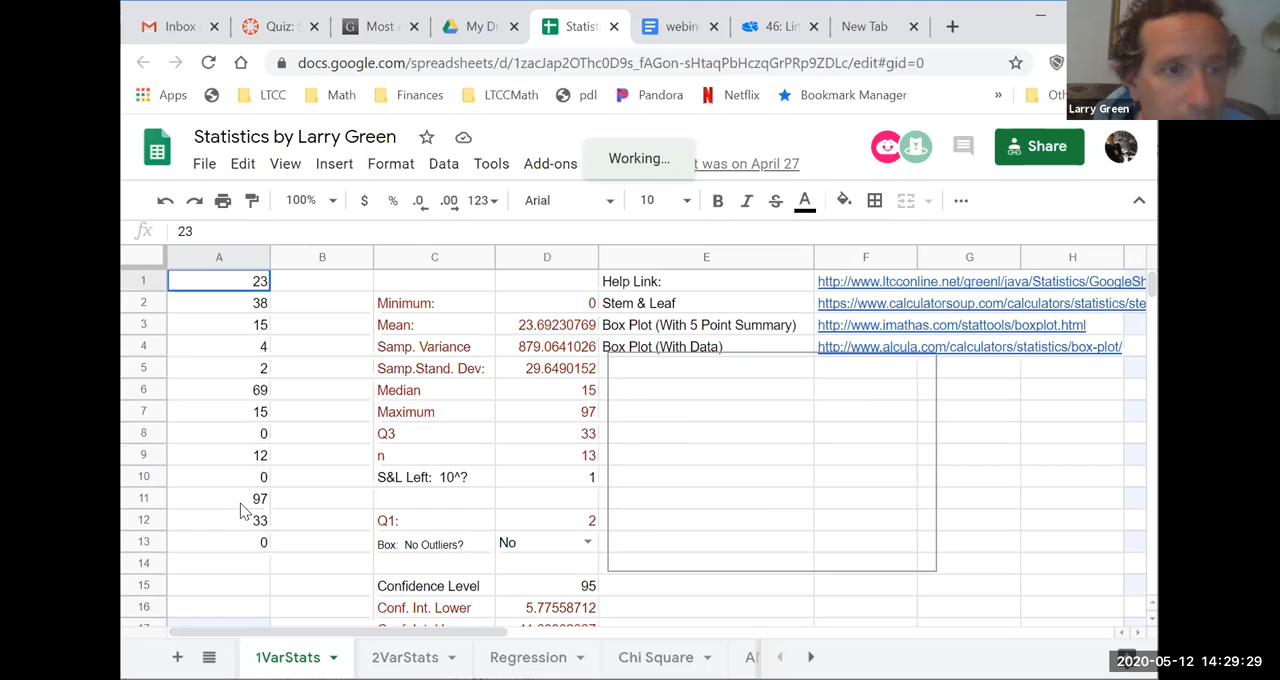 Inbox
Quiz:
Most
My Dr
Statist
webin
46: Lin
New Tab
docs.google.com/spreadsheets/d/1zacJap2OThc0D9s_fAGon-sHtaqPbHczqGrPRp9ZDLc/edit#gid=0
Apps LTCC Math Finances LTCCMath pdl Pandora Netflix Bookmark Manager » Oth
Larry Green
Statistics by Larry Green
File Edit View Insert Format Data Tools Add-ons Working... t was on April 27
Share
100% $ % .0 .00 123 Arial 10 B I S A
fx 23
A B C D E F G H
1 23 Help Link: http://www.ltcconline.net/greenl/java/Statistics/GoogleSh
2 38 Minimum: 0 Stem & Leaf https://www.calculatorsoup.com/calculators/statistics/ste
3 15 Mean: 23.69230769 Box Plot (With 5 Point Summary) http://www.imathas.com/stattools/boxplot.html
4 4 Samp. Variance 879.0641026 Box Plot (With Data) http://www.alcula.com/calculators/statistics/box-plot/
5 2 Samp.Stand. Dev: 29.6490152
6 69 Median 15
7 15 Maximum 97
8 0 Q3 33
9 12 n 13
10 0 S&L Left: 10^? 1
11 97
12 33 Q1: 2
13 0 Box: No Outliers? No
14
15 Confidence Level 95
16 Conf. Int. Lower 5.77558712
1VarStats 2VarStats Regression Chi Square
2020-05-12 14:29:29